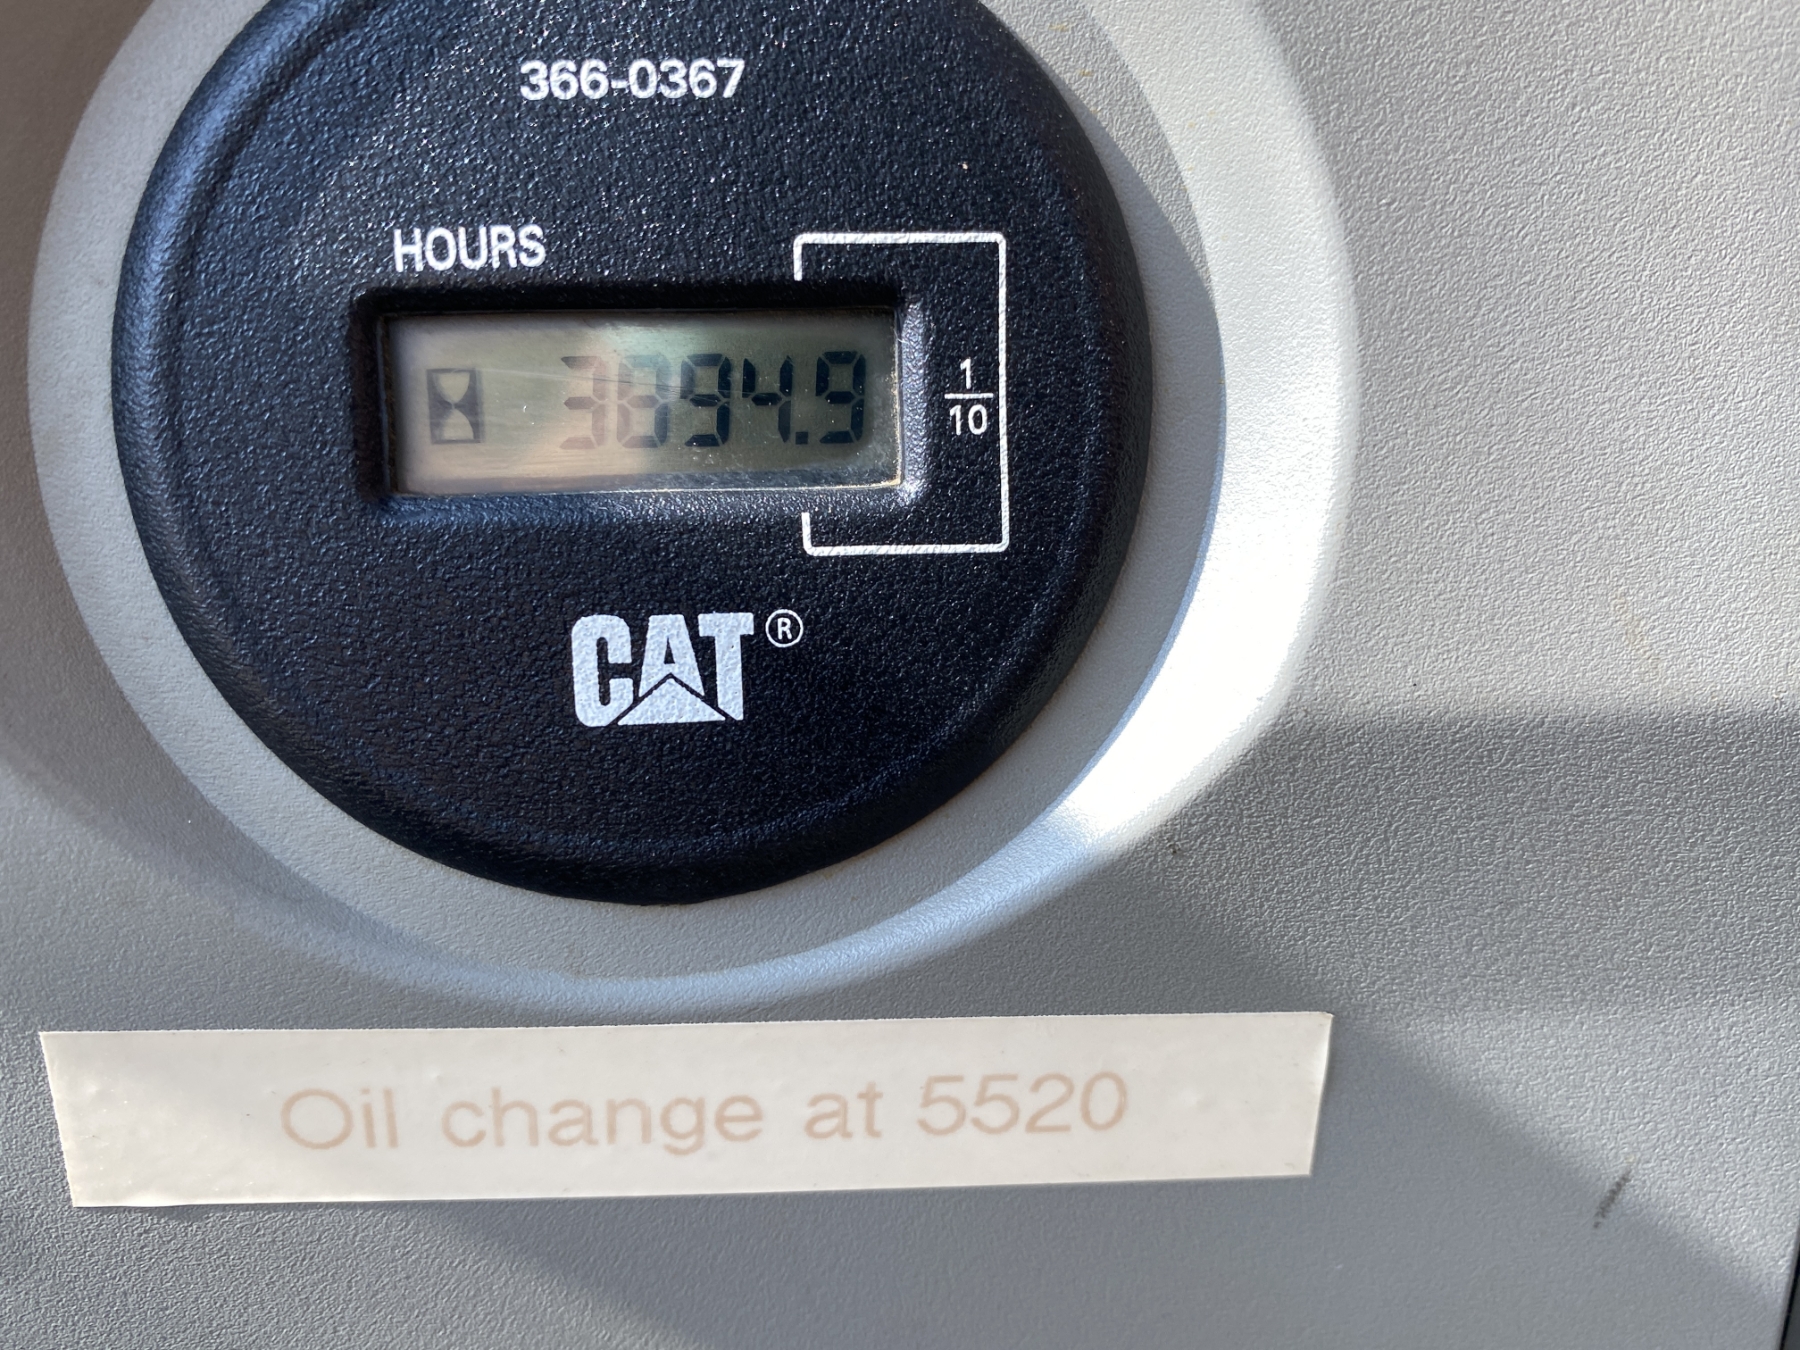 366-0367
HOURS
3894.9
1
10
CAT®
Oil change at 5520